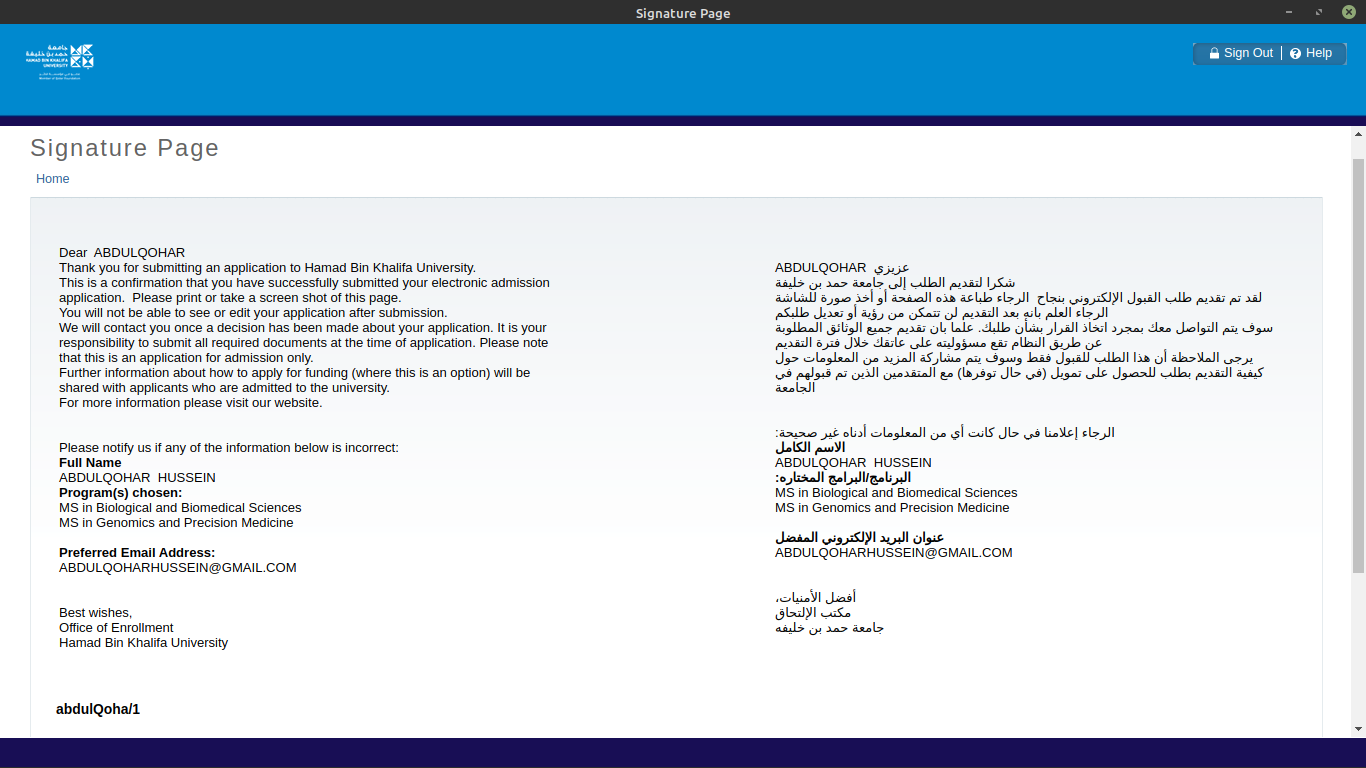 Signature Page
جامعة
حمد بن خليفة
HAMAD BIN KHALIFA
UNIVERSITY
Member of Qatar Foundation
Sign Out | Help
Signature Page
Home
Dear  ABDULQOHAR
Thank you for submitting an application to Hamad Bin Khalifa University.
This is a confirmation that you have successfully submitted your electronic admission
application.  Please print or take a screen shot of this page.
You will not be able to see or edit your application after submission.
We will contact you once a decision has been made about your application. It is your
responsibility to submit all required documents at the time of application. Please note
that this is an application for admission only.
Further information about how to apply for funding (where this is an option) will be
shared with applicants who are admitted to the university.
For more information please visit our website.
Please notify us if any of the information below is incorrect:
Full Name
ABDULQOHAR  HUSSEIN
Program(s) chosen:
MS in Biological and Biomedical Sciences
MS in Genomics and Precision Medicine
Preferred Email Address:
ABDULQOHARHUSSEIN@GMAIL.COM
Best wishes,
Office of Enrollment
Hamad Bin Khalifa University
عزيزي  ABDULQOHAR
شكرا لتقديم الطلب إلى جامعة حمد بن خليفة
لقد تم تقديم طلب القبول الإلكتروني بنجاح  الرجاء طباعة هذه الصفحة أو أخذ صورة للشاشة
الرجاء العلم بانه بعد التقديم لن تتمكن من رؤية أو تعديل طلبكم
سوف يتم التواصل معك بمجرد اتخاذ القرار بشأن طلبك. علما بان تقديم جميع الوثائق المطلوبة
عن طريق النظام تقع مسؤوليته على عاتقك خلال فترة التقديم
يرجى الملاحظة أن هذا الطلب للقبول فقط وسوف يتم مشاركة المزيد من المعلومات حول
كيفية التقديم بطلب للحصول على تمويل (في حال توفرها) مع المتقدمين الذين تم قبولهم في
الجامعة
الرجاء إعلامنا في حال كانت أي من المعلومات أدناه غير صحيحة:
الاسم الكامل
ABDULQOHAR  HUSSEIN
البرنامج/البرامج المختاره:
MS in Biological and Biomedical Sciences
MS in Genomics and Precision Medicine
عنوان البريد الإلكتروني المفضل
ABDULQOHARHUSSEIN@GMAIL.COM
أفضل الأمنيات،
مكتب الإلتحاق
جامعة حمد بن خليفه
abdulQoha/1